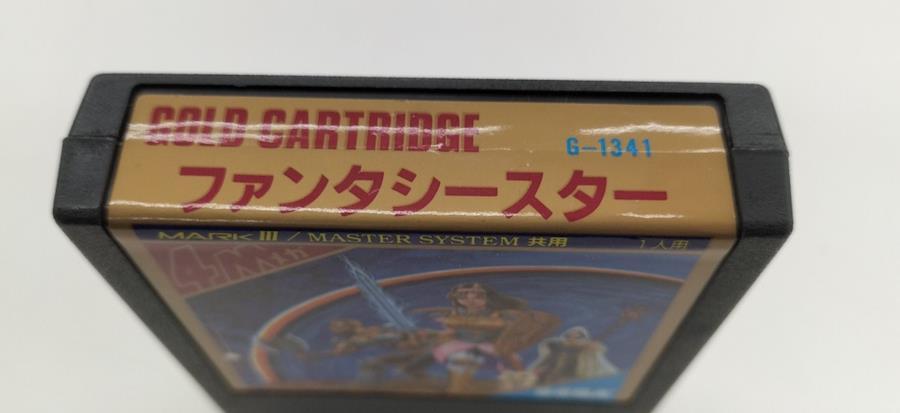 GOLD CARTRIDGE
G-1341
ファンタシースター
MARK III / MASTER SYSTEM 共用 1人用
4M